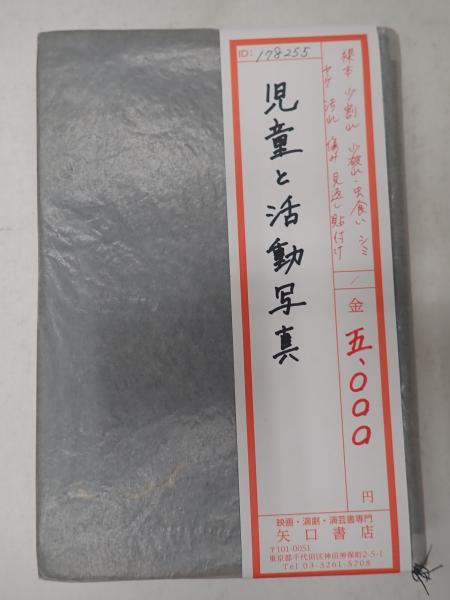 ID: 178255
裸本 少割れ 少破れ・虫食い シミ
ヤケ 汚れ 傷み 見返し貼付け
児童と活動写真
金 五、000 円
映画・演劇・演芸書専門
矢口書店
〒101-0051
東京都千代田区神田神保町2-5-1
Tel 03-3261-5708